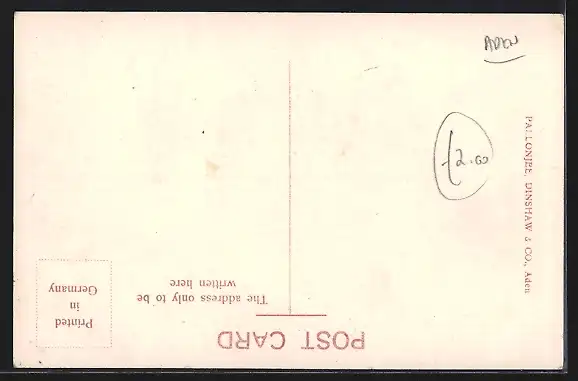 POST CARD
The address only to be
written here
Printed
in
Germany
PALLONJEE, DINSHAW & CO., Aden
ADEN
£2.00